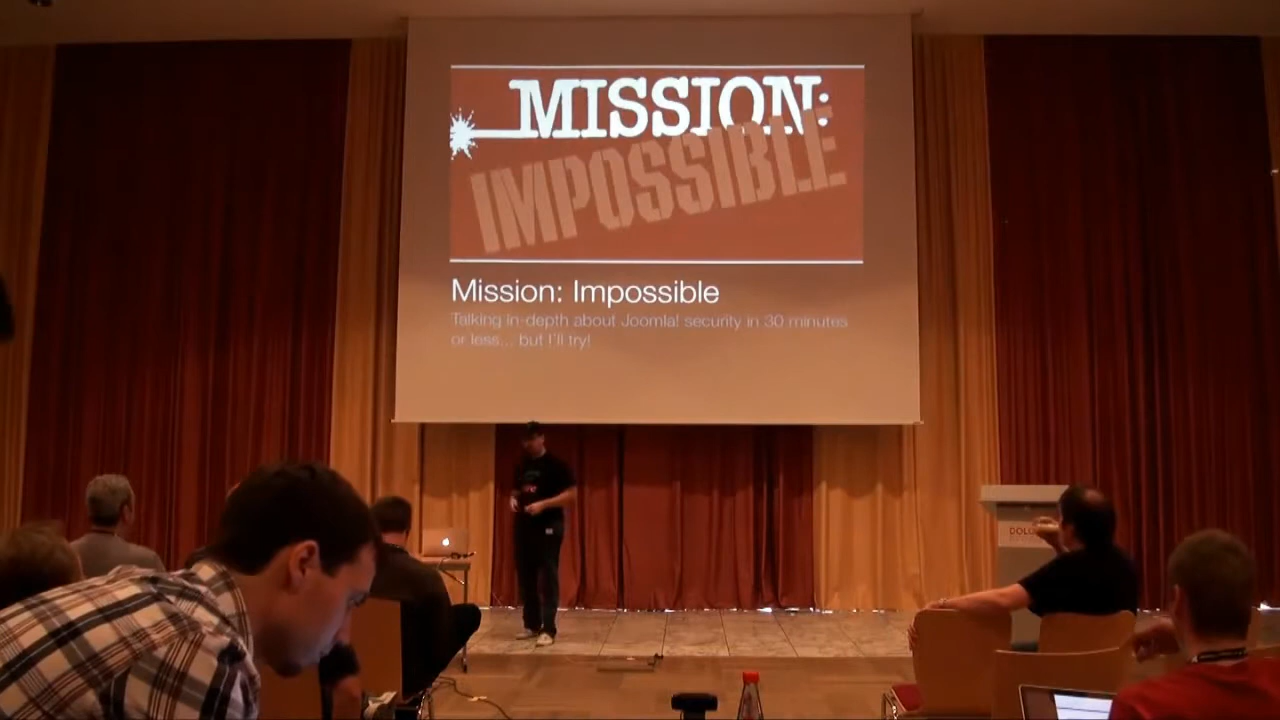 MISSION:
IMPOSSIBLE
Mission: Impossible
Talking in-depth about Joomla! security in 30 minutes
or less... but I'll try!